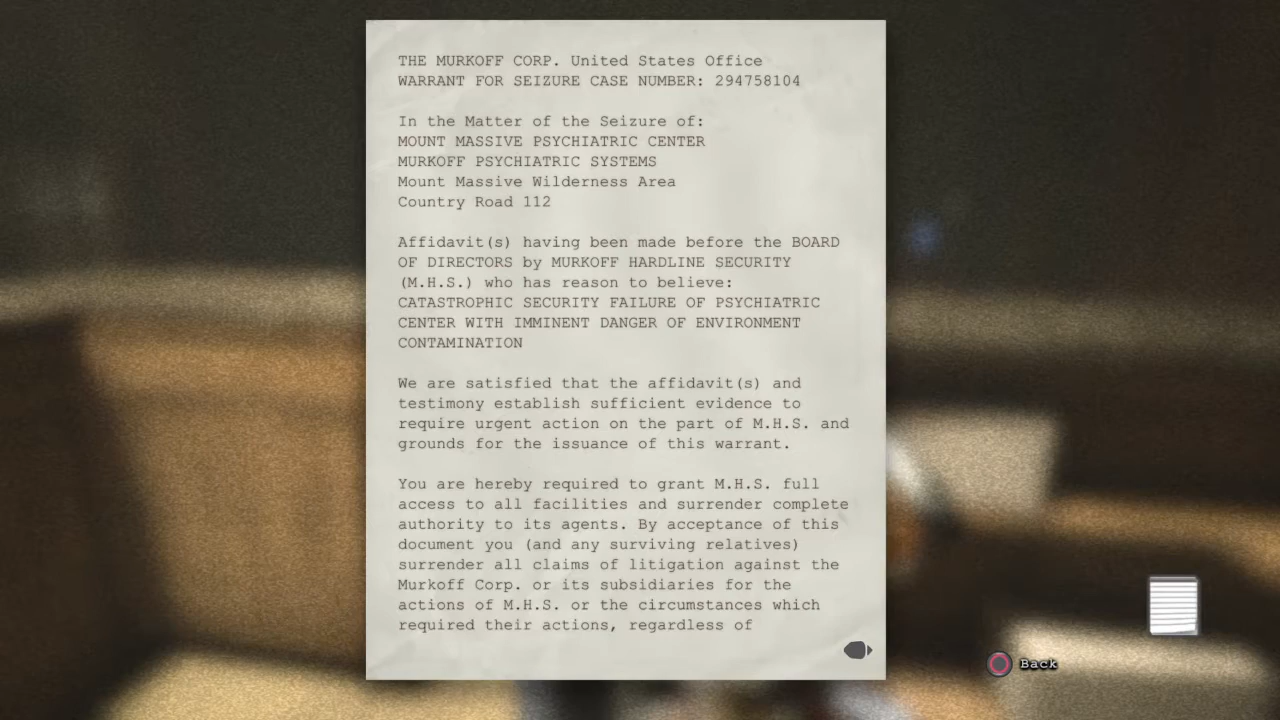 THE MURKOFF CORP. United States Office
WARRANT FOR SEIZURE CASE NUMBER: 294758104
In the Matter of the Seizure of:
MOUNT MASSIVE PSYCHIATRIC CENTER
MURKOFF PSYCHIATRIC SYSTEMS
Mount Massive Wilderness Area
Country Road 112
Affidavit(s) having been made before the BOARD
OF DIRECTORS by MURKOFF HARDLINE SECURITY
(M.H.S.) who has reason to believe:
CATASTROPHIC SECURITY FAILURE OF PSYCHIATRIC
CENTER WITH IMMINENT DANGER OF ENVIRONMENT
CONTAMINATION
We are satisfied that the affidavit(s) and
testimony establish sufficient evidence to
require urgent action on the part of M.H.S. and
grounds for the issuance of this warrant.
You are hereby required to grant M.H.S. full
access to all facilities and surrender complete
authority to its agents. By acceptance of this
document you (and any surviving relatives)
surrender all claims of litigation against the
Murkoff Corp. or its subsidiaries for the
actions of M.H.S. or the circumstances which
required their actions, regardless of
Back